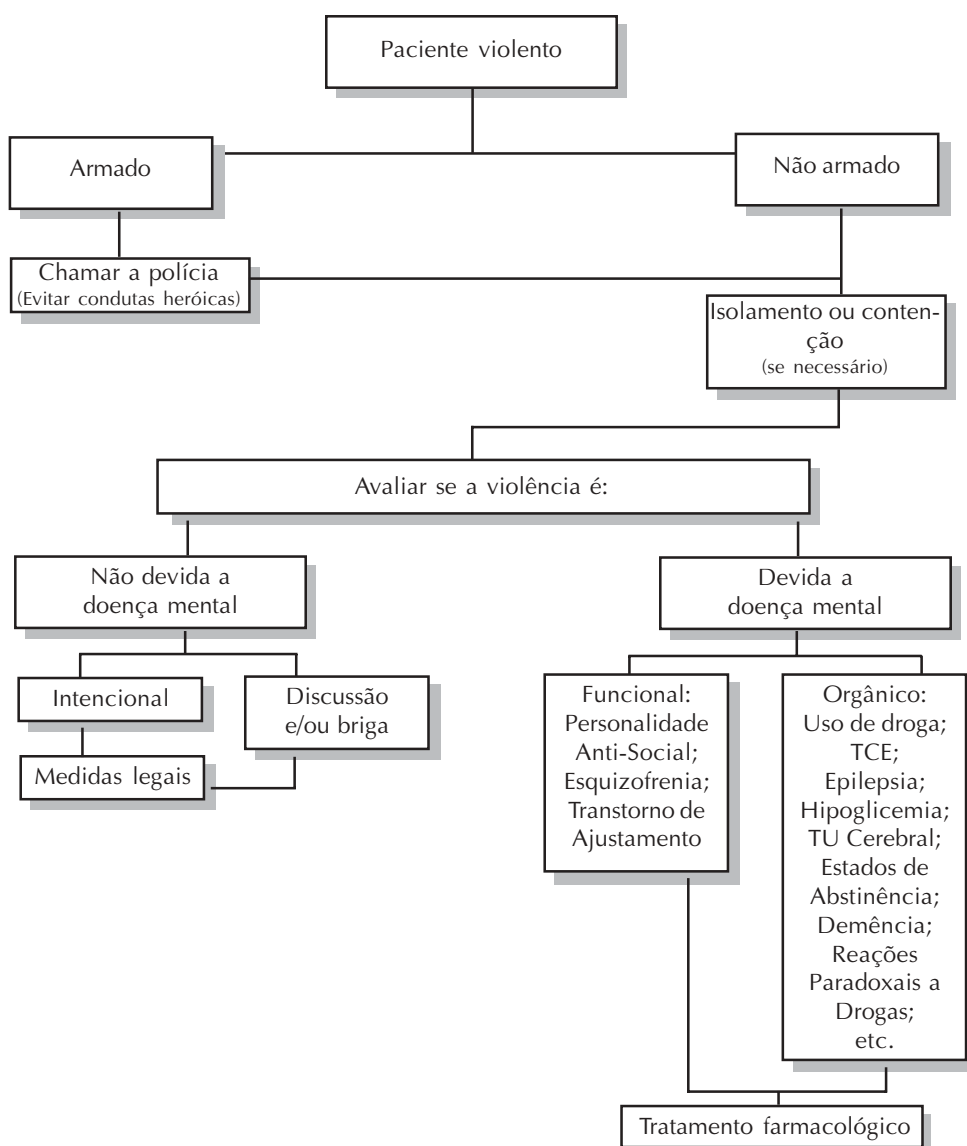 Paciente violento
Armado
Não armado
Chamar a polícia
(Evitar condutas heróicas)
Isolamento ou conten-
ção
(se necessário)
Avaliar se a violência é:
Não devida a
doença mental
Devida a
doença mental
Intencional
Discussão
e/ou briga
Medidas legais
Funcional:
Personalidade
Anti-Social;
Esquizofrenia;
Transtorno de
Ajustamento
Orgânico:
Uso de droga;
TCE;
Epilepsia;
Hipoglicemia;
TU Cerebral;
Estados de
Abstinência;
Demência;
Reações
Paradoxais a
Drogas;
etc.
Tratamento farmacológico